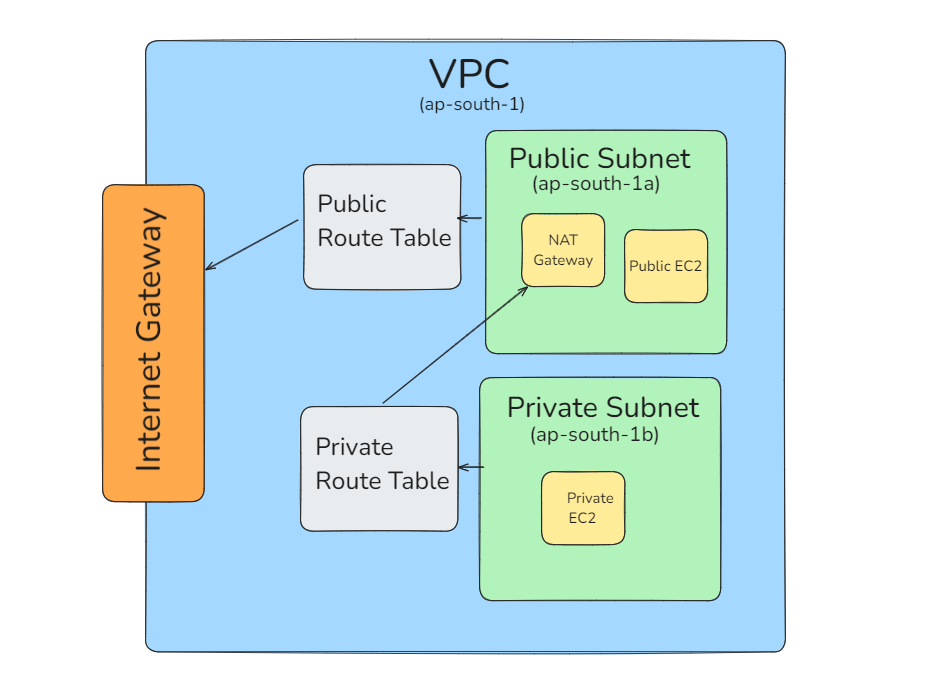 VPC
(ap-south-1)
Public Subnet
(ap-south-1a)
Public
Route Table
NAT
Gateway
Public EC2
Internet Gateway
Private Subnet
(ap-south-1b)
Private
Route Table
Private
EC2